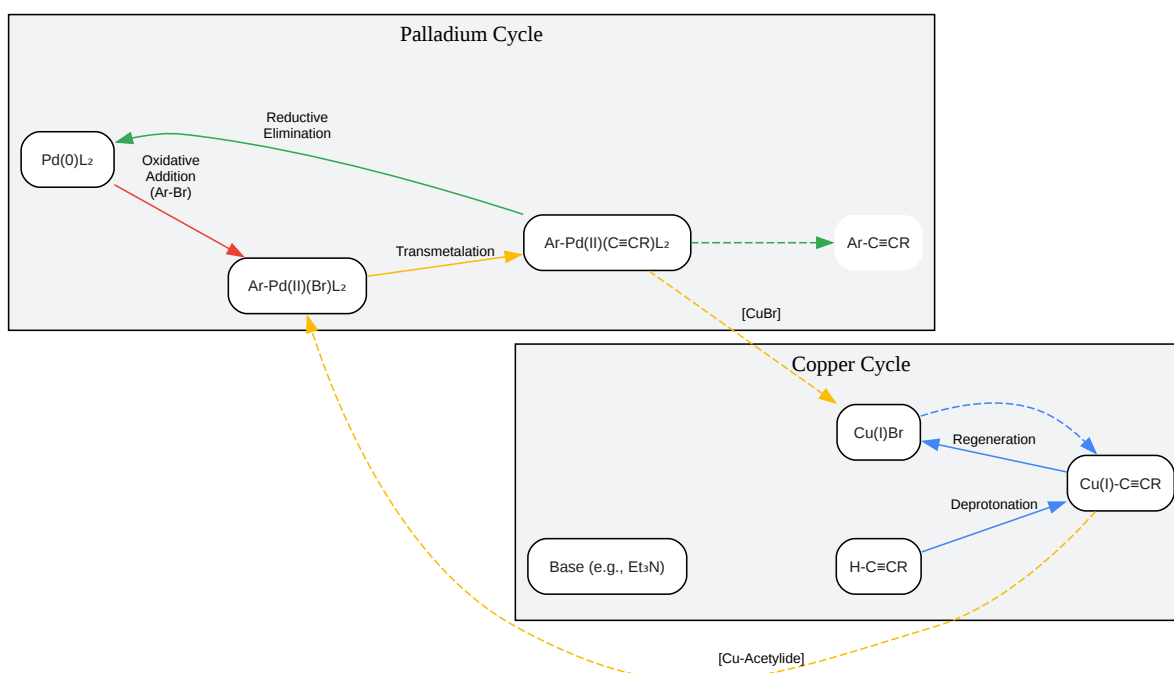 Palladium Cycle
Reductive
Elimination
Pd(0)L₂
Oxidative
Addition
(Ar-Br)
Ar-Pd(II)(C≡CR)L₂
Ar-C≡CR
Transmetalation
Ar-Pd(II)(Br)L₂
[CuBr]
Copper Cycle
Cu(I)Br
Regeneration
Cu(I)-C≡CR
Deprotonation
Base (e.g., Et₃N)
H-C≡CR
[Cu-Acetylide]